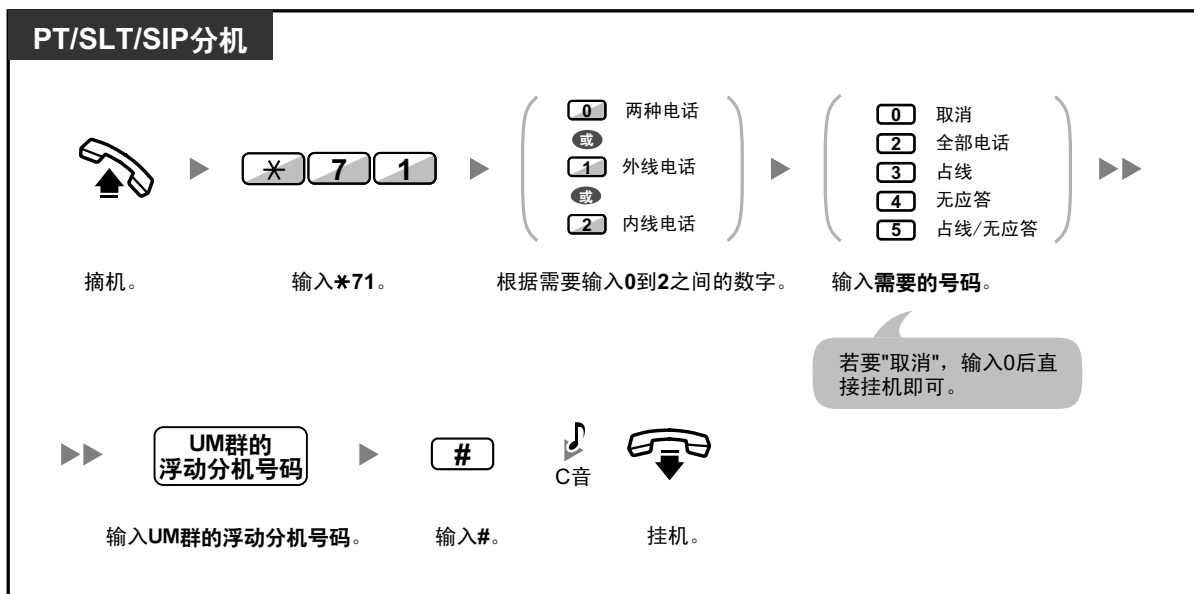 PT/SLT/SIP分机
0 两种电话
或
1 外线电话
或
2 内线电话
0 取消
2 全部电话
3 占线
4 无应答
5 占线/无应答
* 7 1
摘机。
输入*71。
根据需要输入0到2之间的数字。
输入需要的号码。
若要"取消"，输入0后直
接挂机即可。
UM群的
浮动分机号码
#
C音
输入UM群的浮动分机号码。
输入#。
挂机。